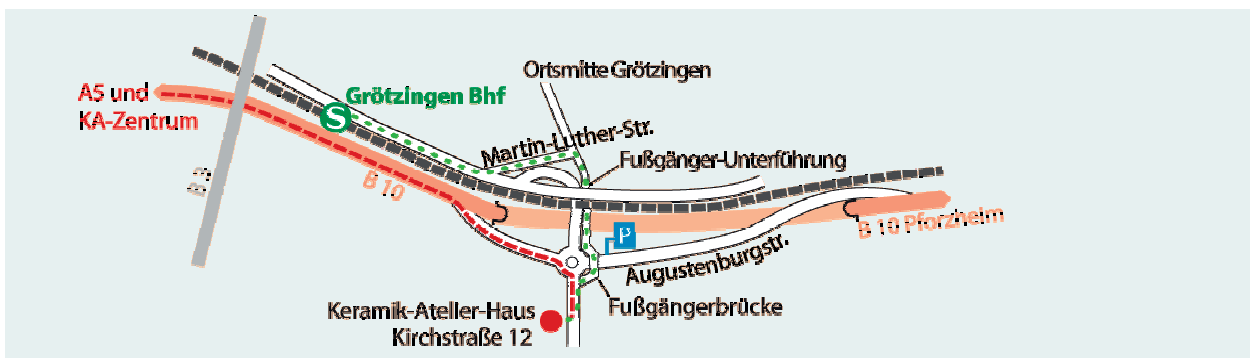 Ortsmitte Grötzingen
A5 und
KA-Zentrum
Grötzingen Bhf
S
Martin-Luther-Str.
Fußgänger-Unterführung
B 3
B 10
P
B 10 Pforzheim
Augustenburgstr.
Keramik-Ateller-Haus
Kirchstraße 12
Fußgängerbrücke